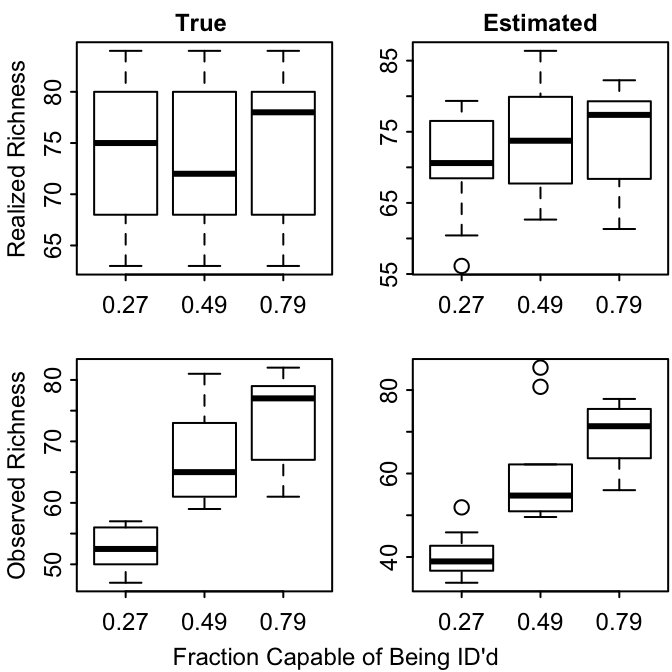 True
Estimated
Realized Richness
65 70 75 80
0.27 0.49 0.79
55 65 75 85
0.27 0.49 0.79
Observed Richness
50 60 70 80
0.27 0.49 0.79
40 60 80
0.27 0.49 0.79
Fraction Capable of Being ID'd